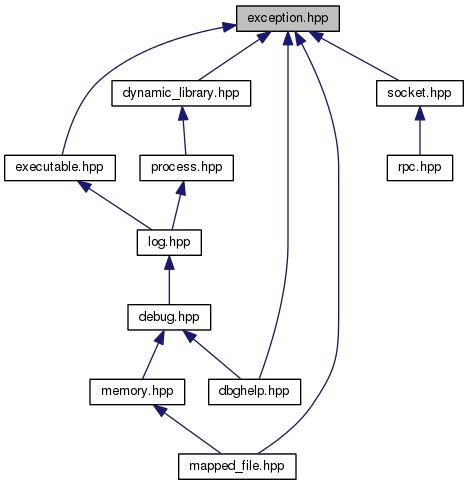 exception.hpp
dynamic_library.hpp
socket.hpp
executable.hpp
process.hpp
rpc.hpp
log.hpp
debug.hpp
memory.hpp
dbghelp.hpp
mapped_file.hpp